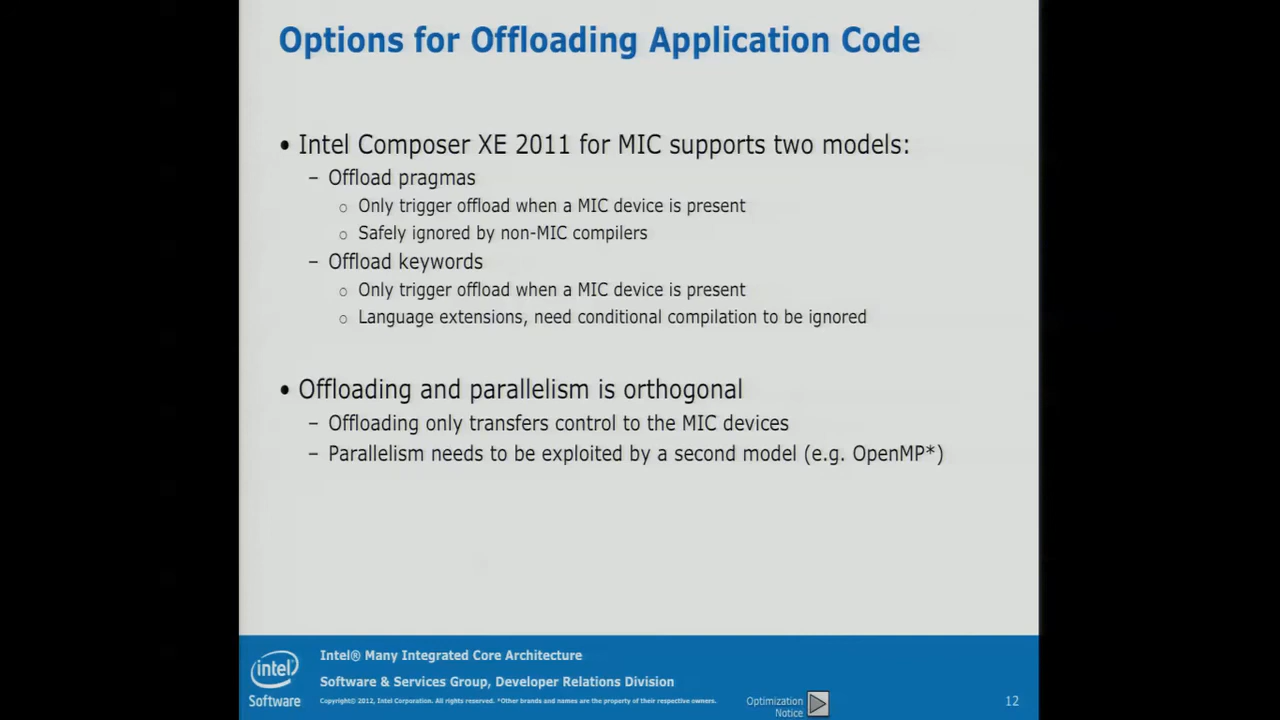 Options for Offloading Application Code
• Intel Composer XE 2011 for MIC supports two models:
– Offload pragmas
○ Only trigger offload when a MIC device is present
○ Safely ignored by non-MIC compilers
– Offload keywords
○ Only trigger offload when a MIC device is present
○ Language extensions, need conditional compilation to be ignored
• Offloading and parallelism is orthogonal
– Offloading only transfers control to the MIC devices
– Parallelism needs to be exploited by a second model (e.g. OpenMP*)
intel
Software
Intel® Many Integrated Core Architecture
Software & Services Group, Developer Relations Division
Copyright© 2012, Intel Corporation. All rights reserved. *Other brands and names are the property of their respective owners.
Optimization
Notice
12